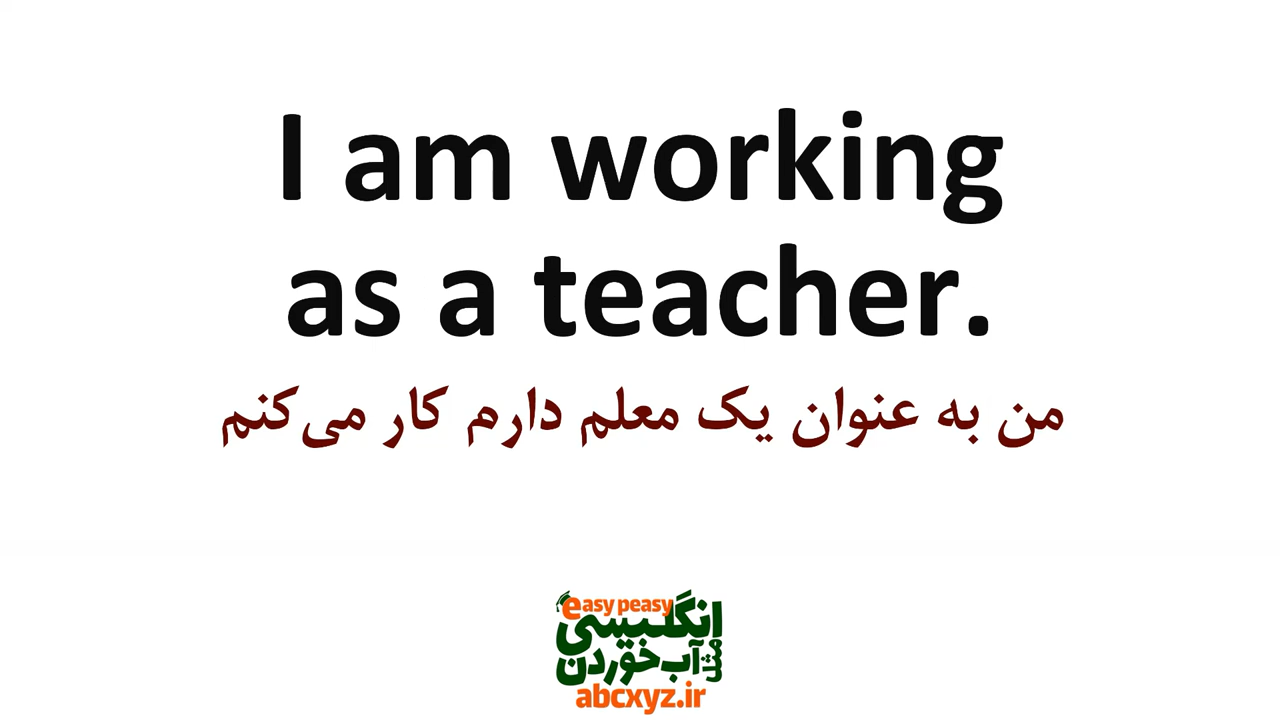 I am working
as a teacher.
من به عنوان یک معلم دارم کار می‌کنم
easy peasy
انگلیسی
مثل آب خوردن
abcxyz.ir